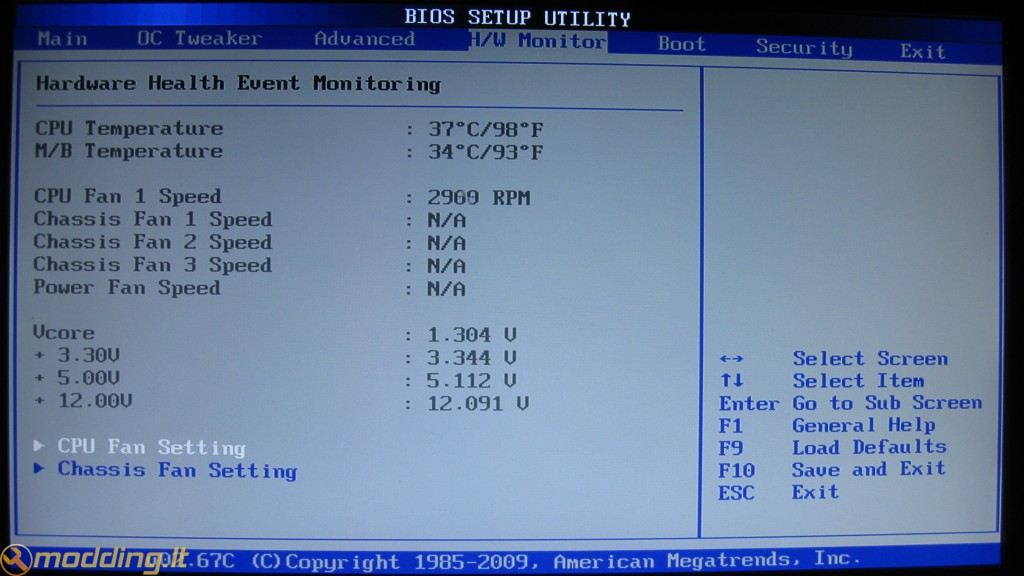 BIOS SETUP UTILITY
Main OC Tweaker Advanced H/W Monitor Boot Security Exit
Hardware Health Event Monitoring
CPU Temperature : 37°C/98°F
M/B Temperature : 34°C/93°F
CPU Fan 1 Speed : RPM
Chassis Fan 1 Speed : N/A
Chassis Fan 2 Speed : N/A
Chassis Fan 3 Speed : N/A
Power Fan Speed : N/A
Vcore : 1.304 V
+ 3.30V : 3.344 V
+ 5.00V : 5.112 V
+ 12.00V : 12.091 V
CPU Fan Setting
Chassis Fan Setting
←→ Select Screen
↑↓ Select Item
Enter Go to Sub Screen
F1 General Help
F9 Load Defaults
F10 Save and Exit
ESC Exit
.67C (C)Copyright 1985-2009, American Megatrends, Inc.
modding.lt